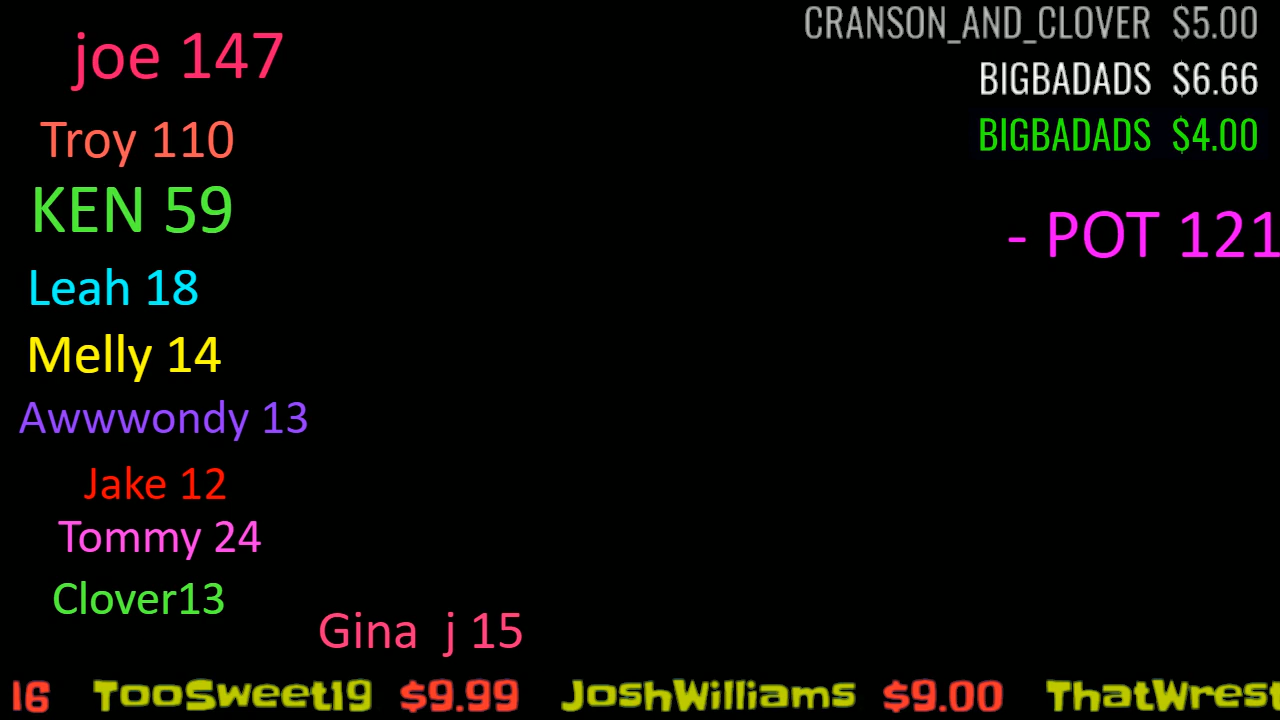 joe 147
Troy 110
KEN 59
Leah 18
Melly 14
Awwwondy 13
Jake 12
Tommy 24
Clover13
Gina j 15
CRANSON_AND_CLOVER $5.00
BIGBADADS $6.66
BIGBADADS $4.00
- POT 121
16 TooSweet19 $9.99 JoshWilliams $9.00 ThatWrest